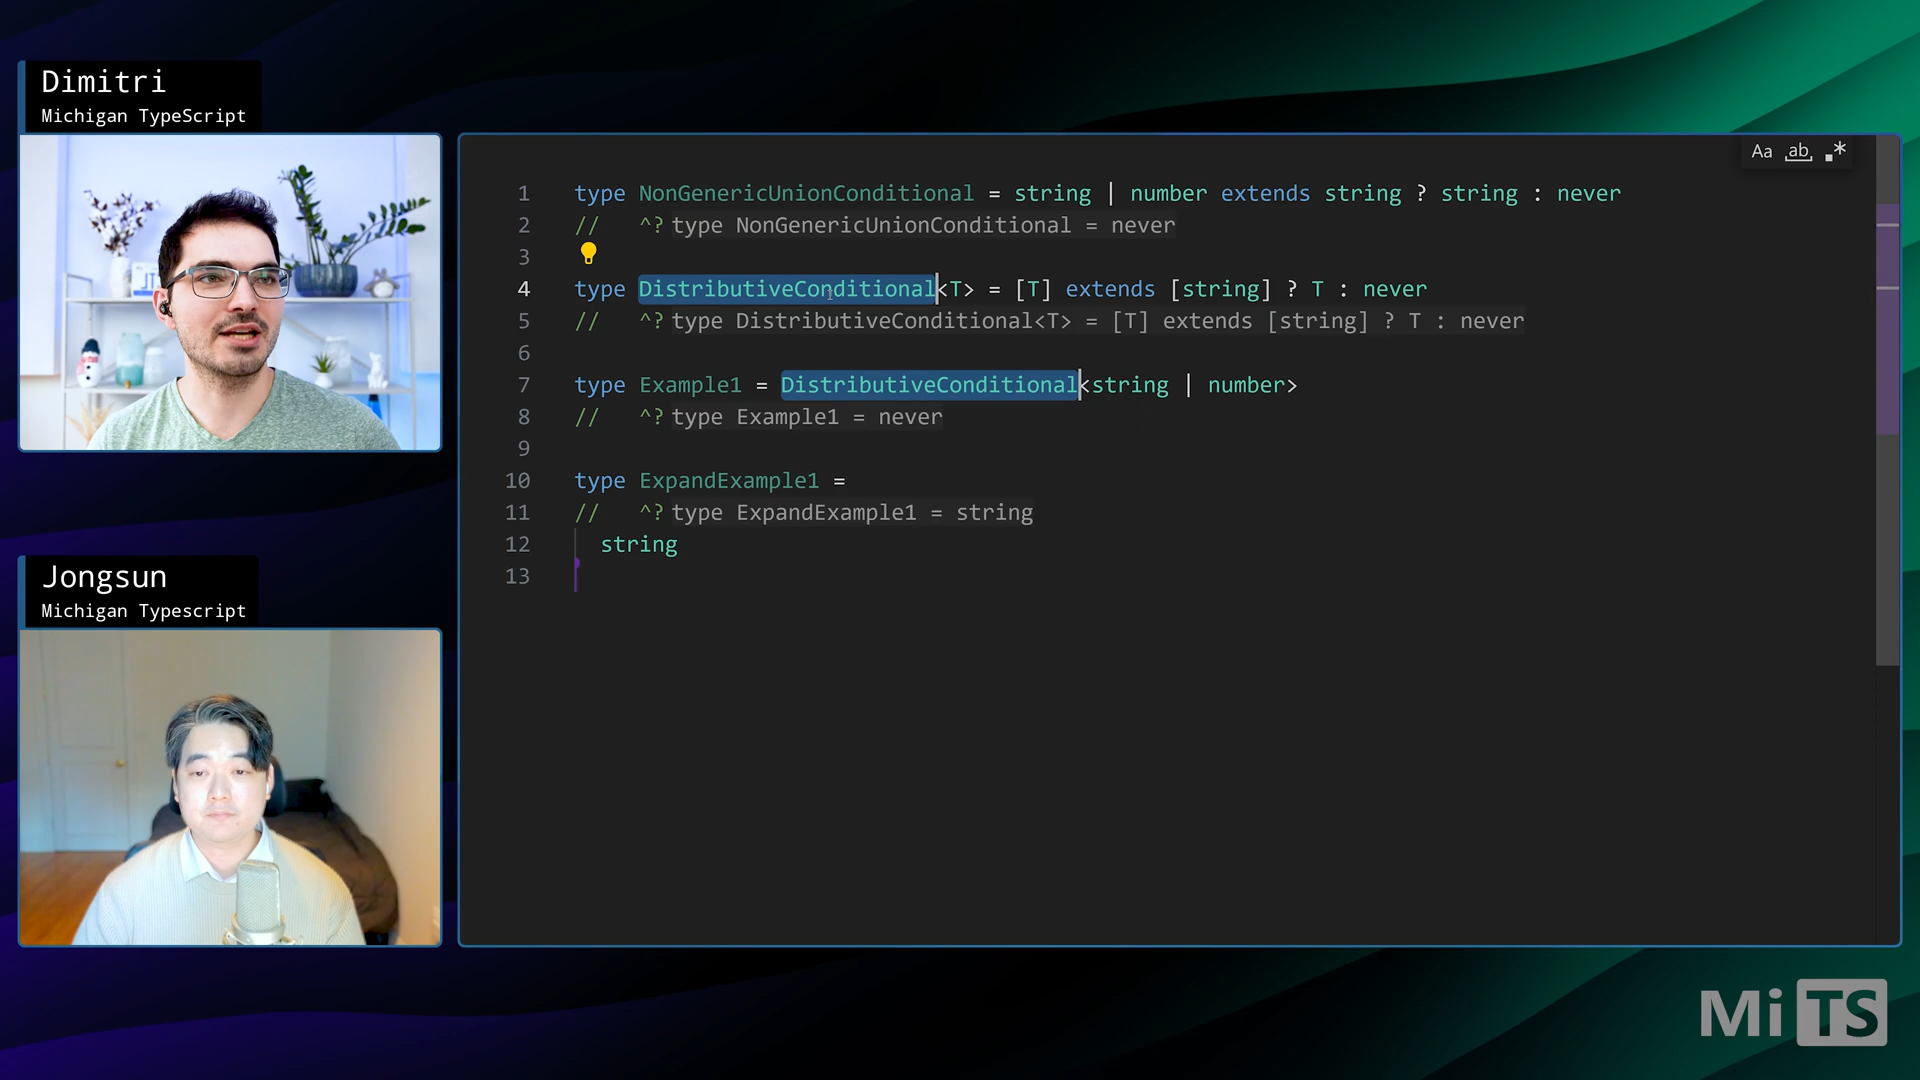 Dimitri
Michigan TypeScript
Jongsun
Michigan Typescript
Aa ab .*
1 type NonGenericUnionConditional = string | number extends string ? string : never
2 // ^? type NonGenericUnionConditional = never
3
4 type DistributiveConditional<T> = [T] extends [string] ? T : never
5 // ^? type DistributiveConditional<T> = [T] extends [string] ? T : never
6
7 type Example1 = DistributiveConditional<string | number>
8 // ^? type Example1 = never
9
10 type ExpandExample1 =
11 // ^? type ExpandExample1 = string
12 string
13
MiTS